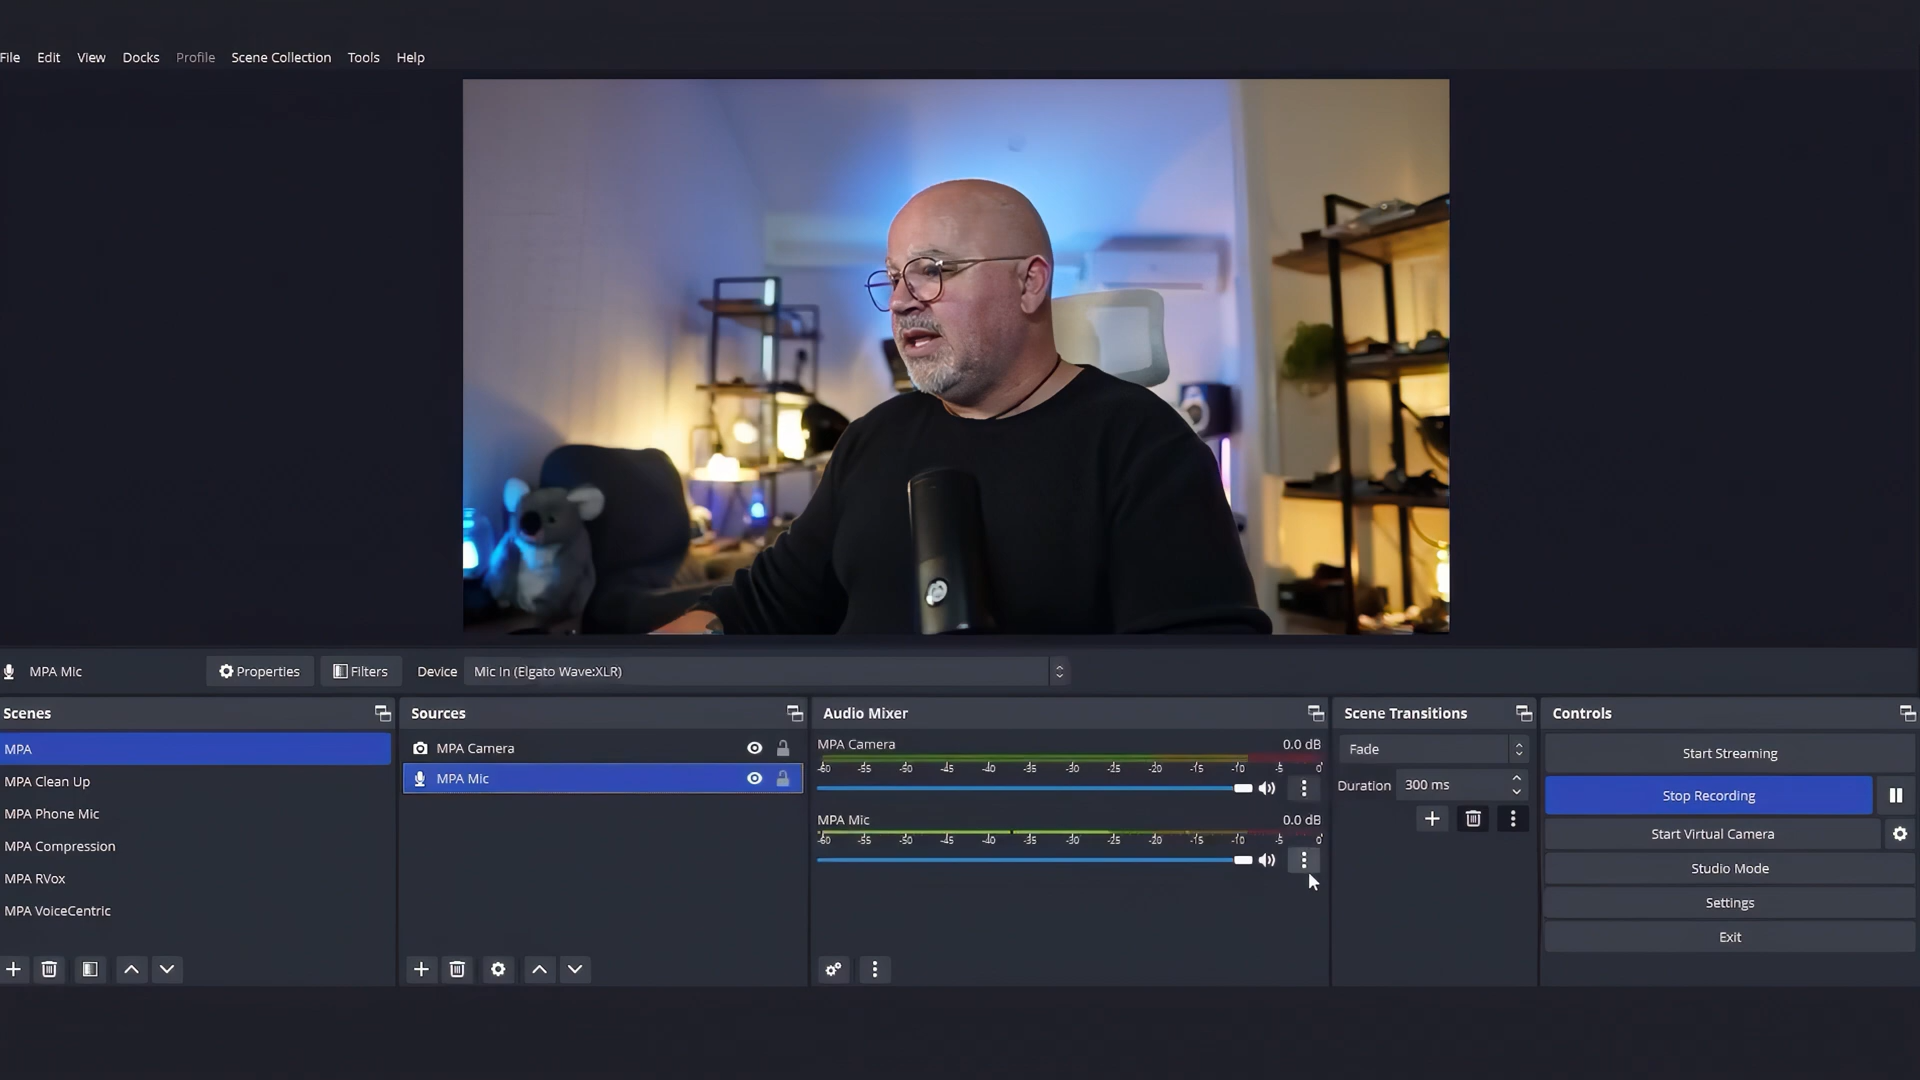 File Edit View Docks Profile Scene Collection Tools Help
MPA Mic Properties Filters Device Mic In (Elgato Wave:XLR)
Scenes
MPA
MPA Clean Up
MPA Phone Mic
MPA Compression
MPA RVox
MPA VoiceCentric
Sources
MPA Camera
MPA Mic
Audio Mixer
MPA Camera 0.0 dB
-60 -55 -50 -45 -40 -35 -30 -25 -20 -15 -10 -5 0
MPA Mic 0.0 dB
-60 -55 -50 -45 -40 -35 -30 -25 -20 -15 -10 -5 0
Scene Transitions
Fade
Duration 300 ms
Controls
Start Streaming
Stop Recording
Start Virtual Camera
Studio Mode
Settings
Exit